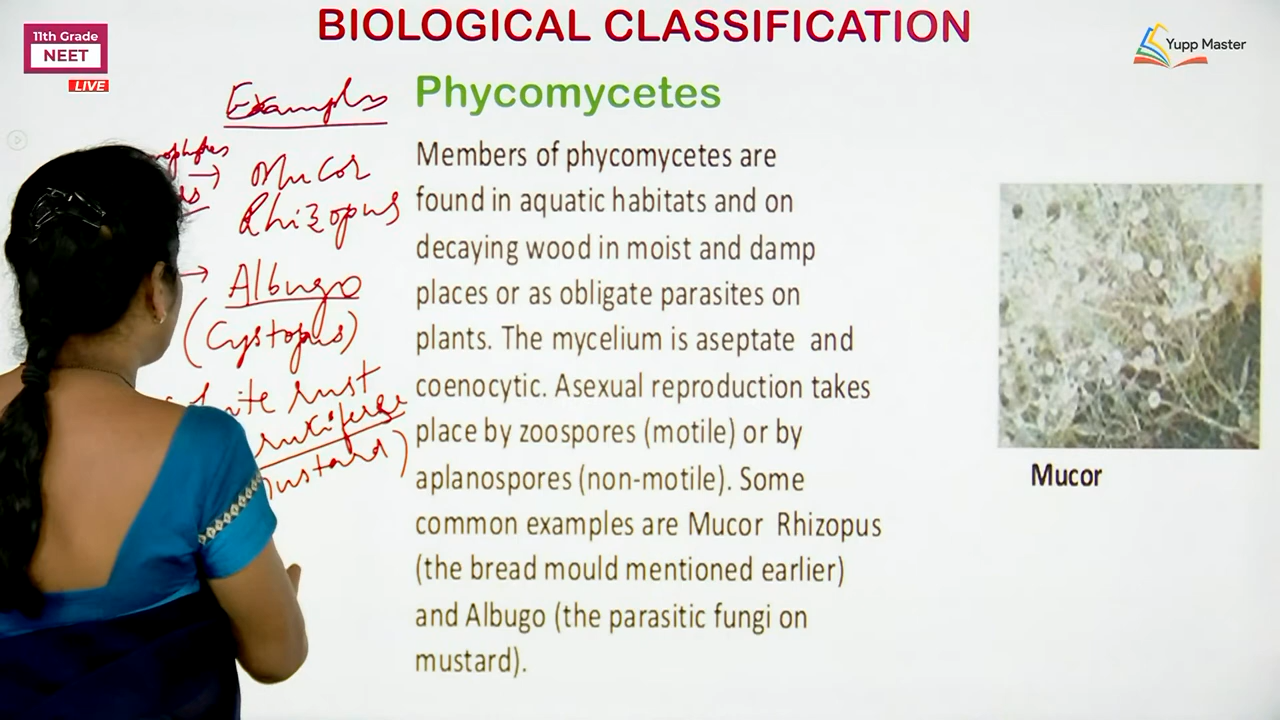 BIOLOGICAL CLASSIFICATION
11th Grade
NEET
LIVE
Yupp Master
Examples
Mucor
Rhizopus
Albugo
(Cystopus)
rust
Phycomycetes
Members of phycomycetes are
found in aquatic habitats and on
decaying wood in moist and damp
places or as obligate parasites on
plants. The mycelium is aseptate and
coenocytic. Asexual reproduction takes
place by zoospores (motile) or by
aplanospores (non-motile). Some
common examples are Mucor Rhizopus
(the bread mould mentioned earlier)
and Albugo (the parasitic fungi on
mustard).
Mucor